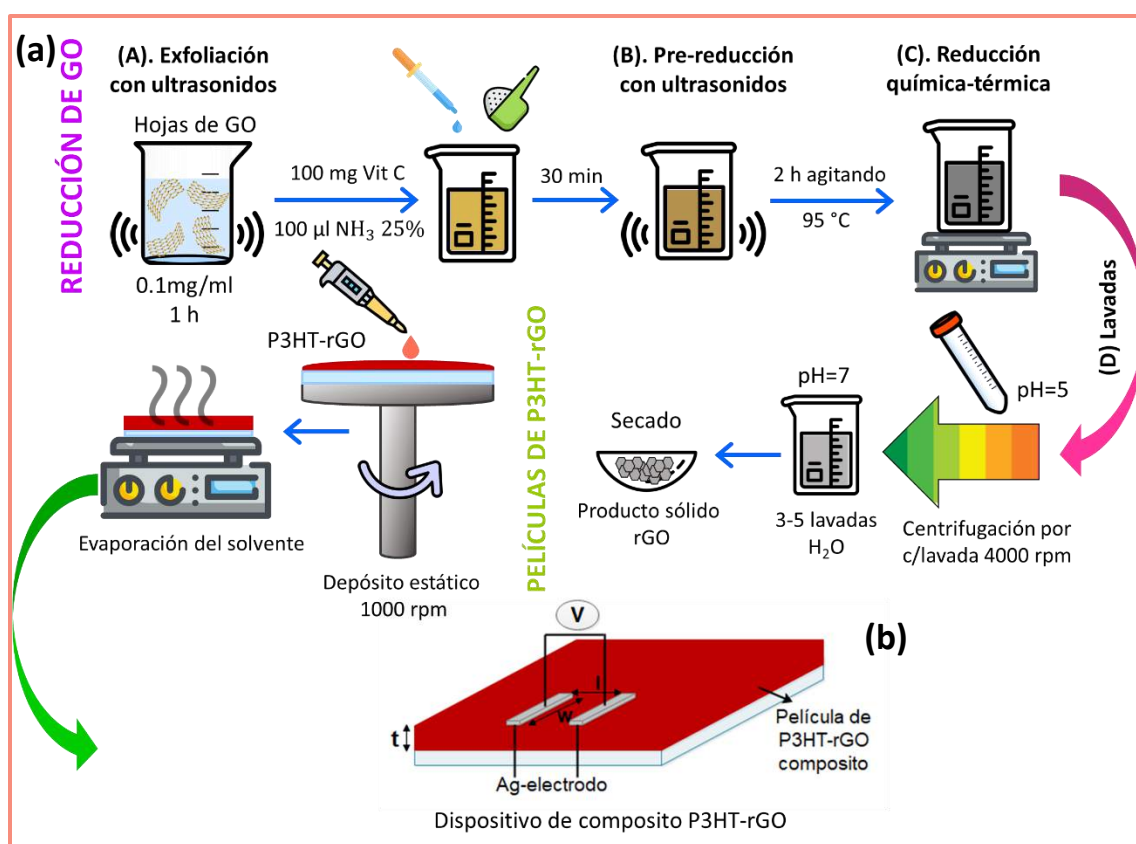 (a)
REDUCCIÓN DE GO
(A). Exfoliación
con ultrasonidos
Hojas de GO
0.1mg/ml
1 h
100 mg Vit C
100 µl NH₃ 25%
30 min
(B). Pre-reducción
con ultrasonidos
2 h agitando
95 °C
(C). Reducción
química-térmica
(D) Lavadas
pH=5
Centrifugación por
c/lavada 4000 rpm
pH=7
3-5 lavadas
H₂O
Secado
Producto sólido
rGO
PELÍCULAS DE P3HT-rGO
P3HT-rGO
Depósito estático
1000 rpm
Evaporación del solvente
(b)
V
l
w
t
Ag-electrodo
Película de
P3HT-rGO
composito
Dispositivo de composito P3HT-rGO